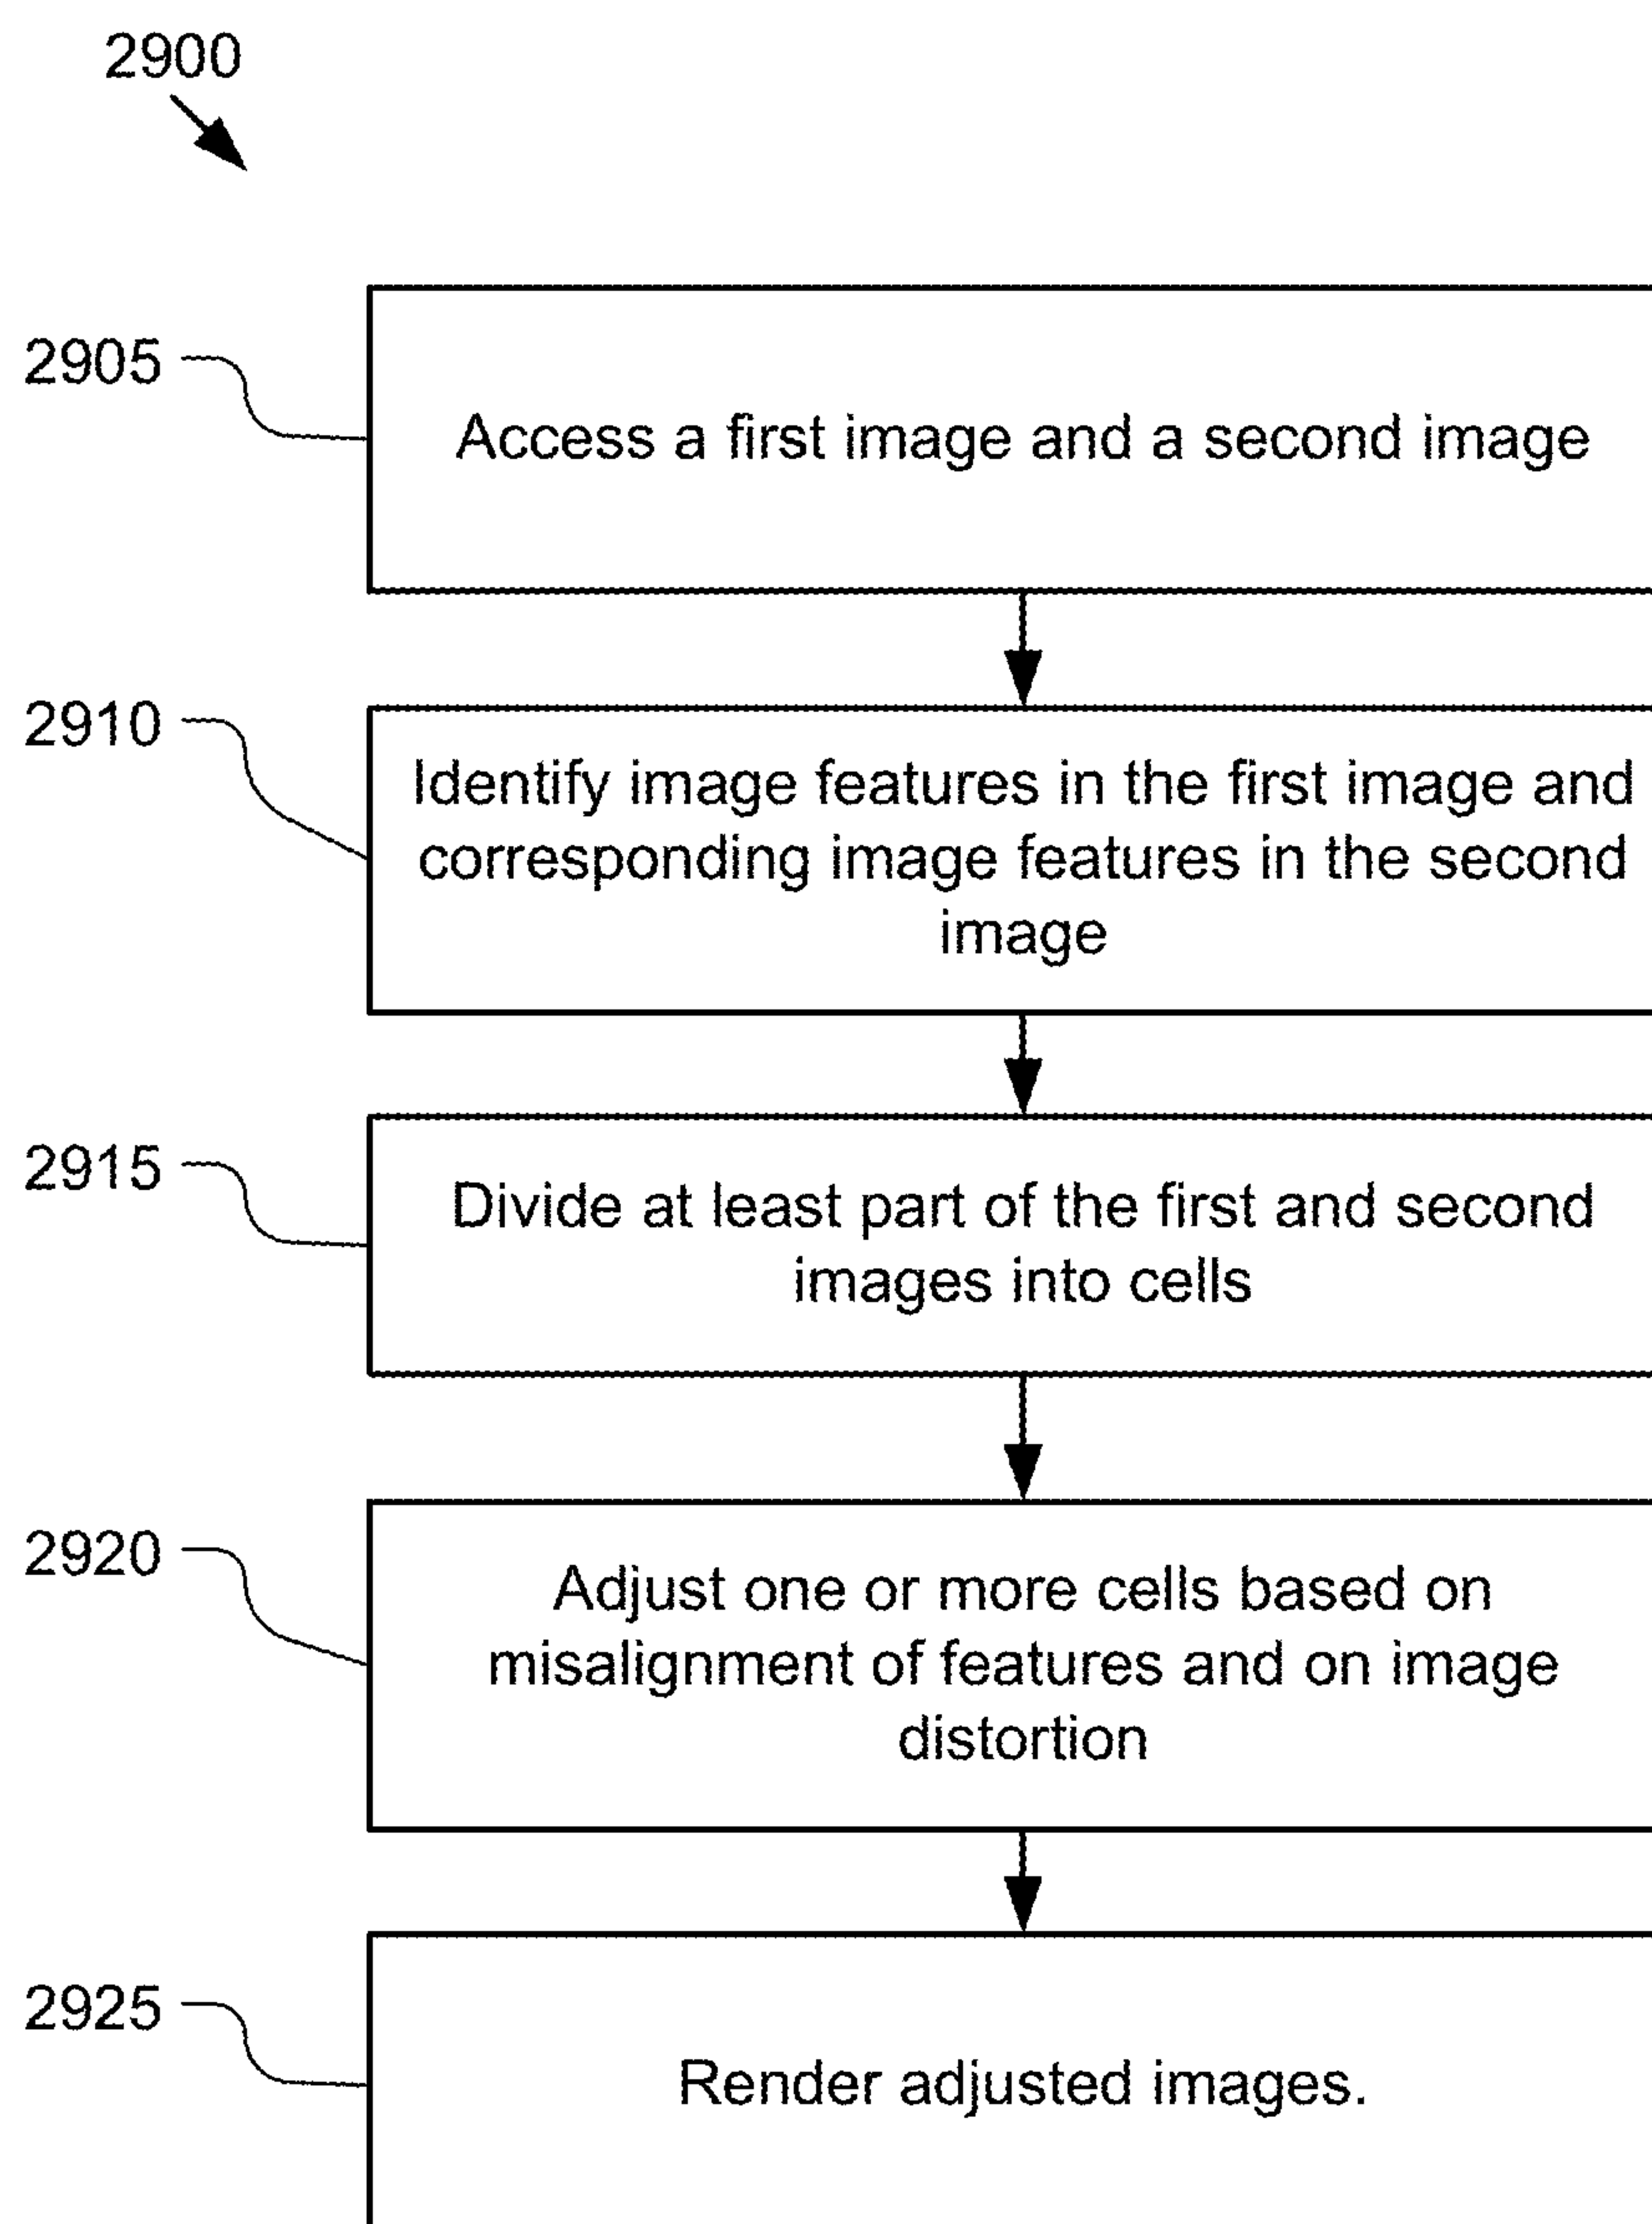 2900
2905
Access a first image and a second image
2910
Identify image features in the first image and
corresponding image features in the second
image
2915
Divide at least part of the first and second
images into cells
2920
Adjust one or more cells based on
misalignment of features and on image
distortion
2925
Render adjusted images.